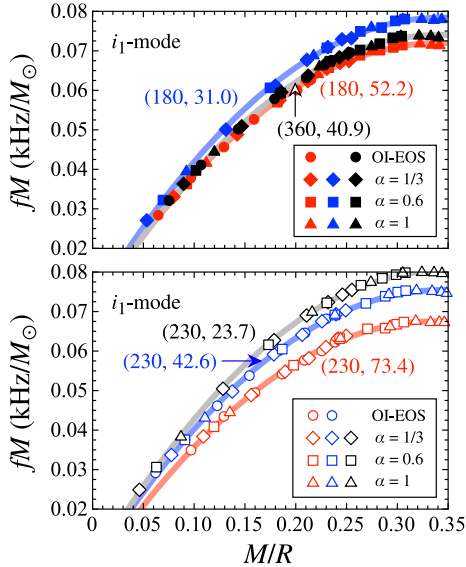 0.08
0.07
0.06
0.05
0.04
0.03
0.02
fM (kHz/M⊙)
i₁-mode
(180, 31.0)
(180, 52.2)
(360, 40.9)
OI-EOS
α = 1/3
α = 0.6
α = 1
0.08
0.07
0.06
0.05
0.04
0.03
0.02
fM (kHz/M⊙)
i₁-mode
(230, 23.7)
(230, 42.6)
(230, 73.4)
OI-EOS
α = 1/3
α = 0.6
α = 1
0 0.05 0.10 0.15 0.20 0.25 0.30 0.35
M/R